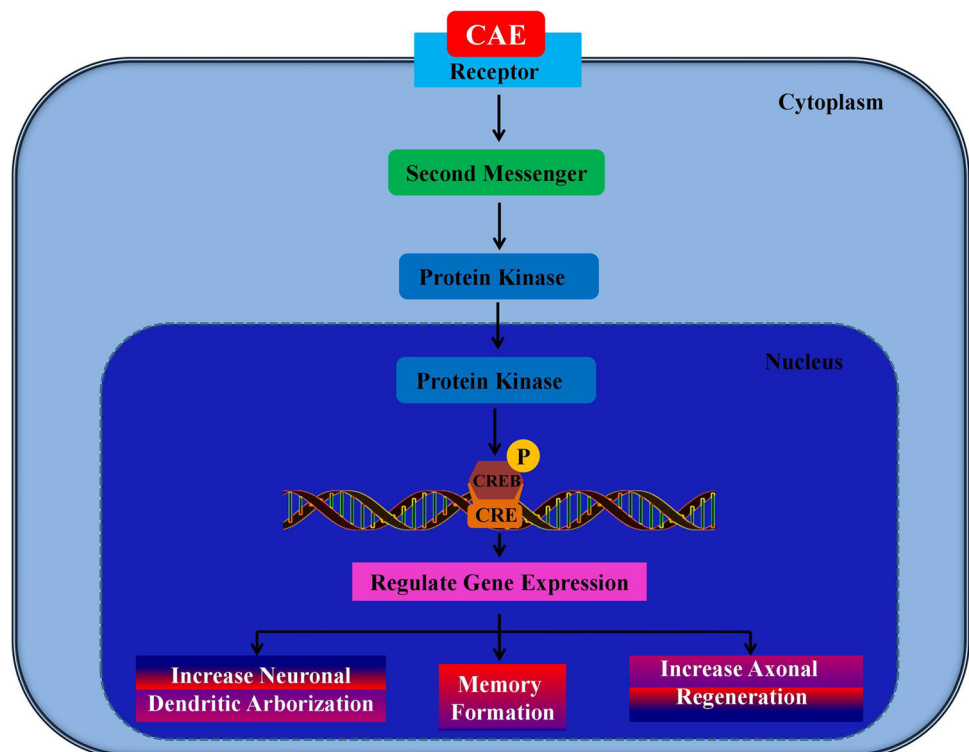 CAE
Receptor
Cytoplasm
Second Messenger
Protein Kinase
Nucleus
Protein Kinase
P
CREB
CRE
Regulate Gene Expression
Increase Neuronal
Dendritic Arborization
Memory
Formation
Increase Axonal
Regeneration